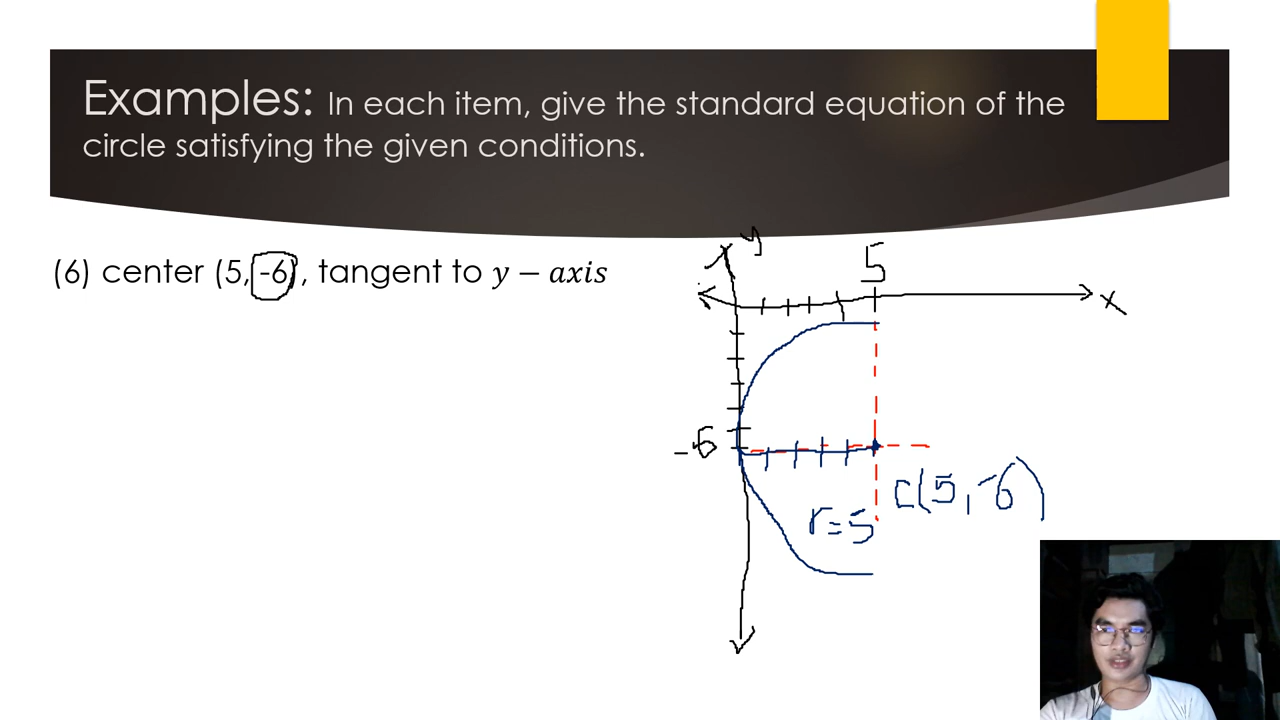 Examples: In each item, give the standard equation of the
circle satisfying the given conditions.
(6) center (5, -6), tangent to y − axis
y
5
x
-6
C(5, -6)
r=5